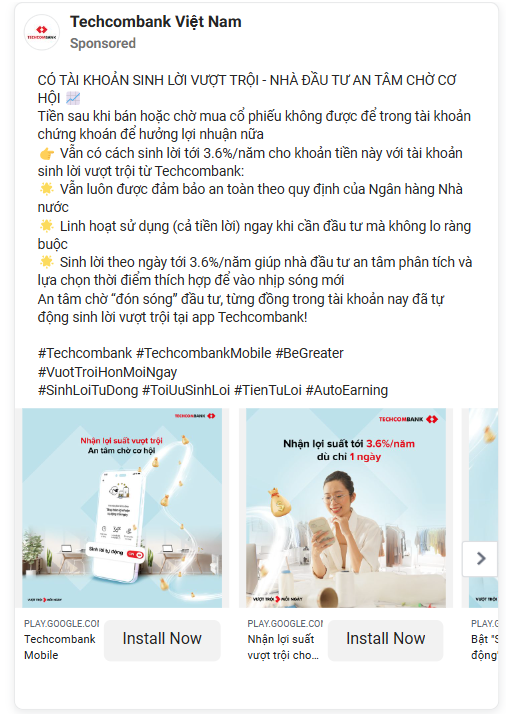 TECHCOMBANK
Techcombank Việt Nam
Sponsored
CÓ TÀI KHOẢN SINH LỜI VƯỢT TRỘI - NHÀ ĐẦU TƯ AN TÂM CHỜ CƠ
HỘI 📈
Tiền sau khi bán hoặc chờ mua cổ phiếu không được để trong tài khoản
chứng khoán để hưởng lợi nhuận nữa
👉 Vẫn có cách sinh lời tới 3.6%/năm cho khoản tiền này với tài khoản
sinh lời vượt trội từ Techcombank:
🌟 Vẫn luôn được đảm bảo an toàn theo quy định của Ngân hàng Nhà
nước
🌟 Linh hoạt sử dụng (cả tiền lời) ngay khi cần đầu tư mà không lo ràng
buộc
🌟 Sinh lời theo ngày tới 3.6%/năm giúp nhà đầu tư an tâm phân tích và
lựa chọn thời điểm thích hợp để vào nhịp sóng mới
An tâm chờ “đón sóng” đầu tư, từng đồng trong tài khoản nay đã tự
động sinh lời vượt trội tại app Techcombank!
#Techcombank #TechcombankMobile #BeGreater
#VuotTroiHonMoiNgay
#SinhLoiTuDong #ToiUuSinhLoi #TienTuLoi #AutoEarning
TECHCOMBANK
Nhận lợi suất vượt trội
An tâm chờ cơ hội
Sinh lời tự động
ON
VƯỢT TRỘI MỖI NGÀY
TECHCOMBANK
Nhận lợi suất tới 3.6%/năm
dù chỉ 1 ngày
VƯỢT TRỘI MỖI NGÀY
VƯỢT
PLAY.GOOGLE.COM
Techcombank
Mobile
Install Now
PLAY.GOOGLE.COM
Nhận lợi suất
vượt trội cho...
Install Now
PLAY.G
Bật "S
động"